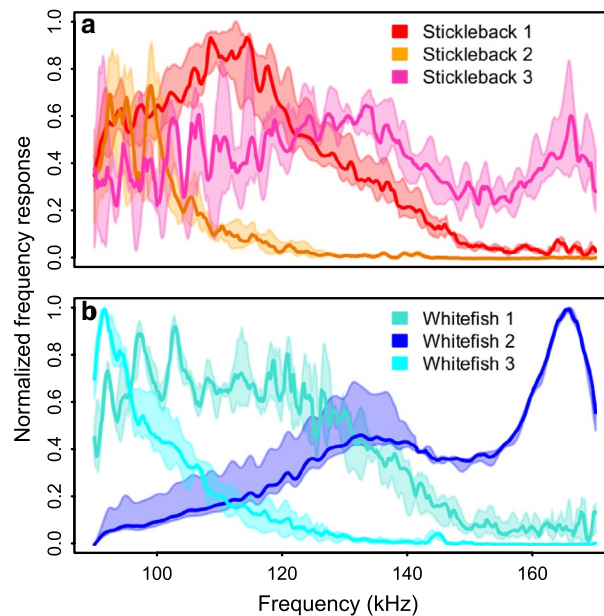 a
Stickleback 1
Stickleback 2
Stickleback 3
1.0
0.8
0.6
0.4
0.2
0.0
Normalized frequency response
b
Whitefish 1
Whitefish 2
Whitefish 3
1.0
0.8
0.6
0.4
0.2
0.0
100
120
140
160
Frequency (kHz)